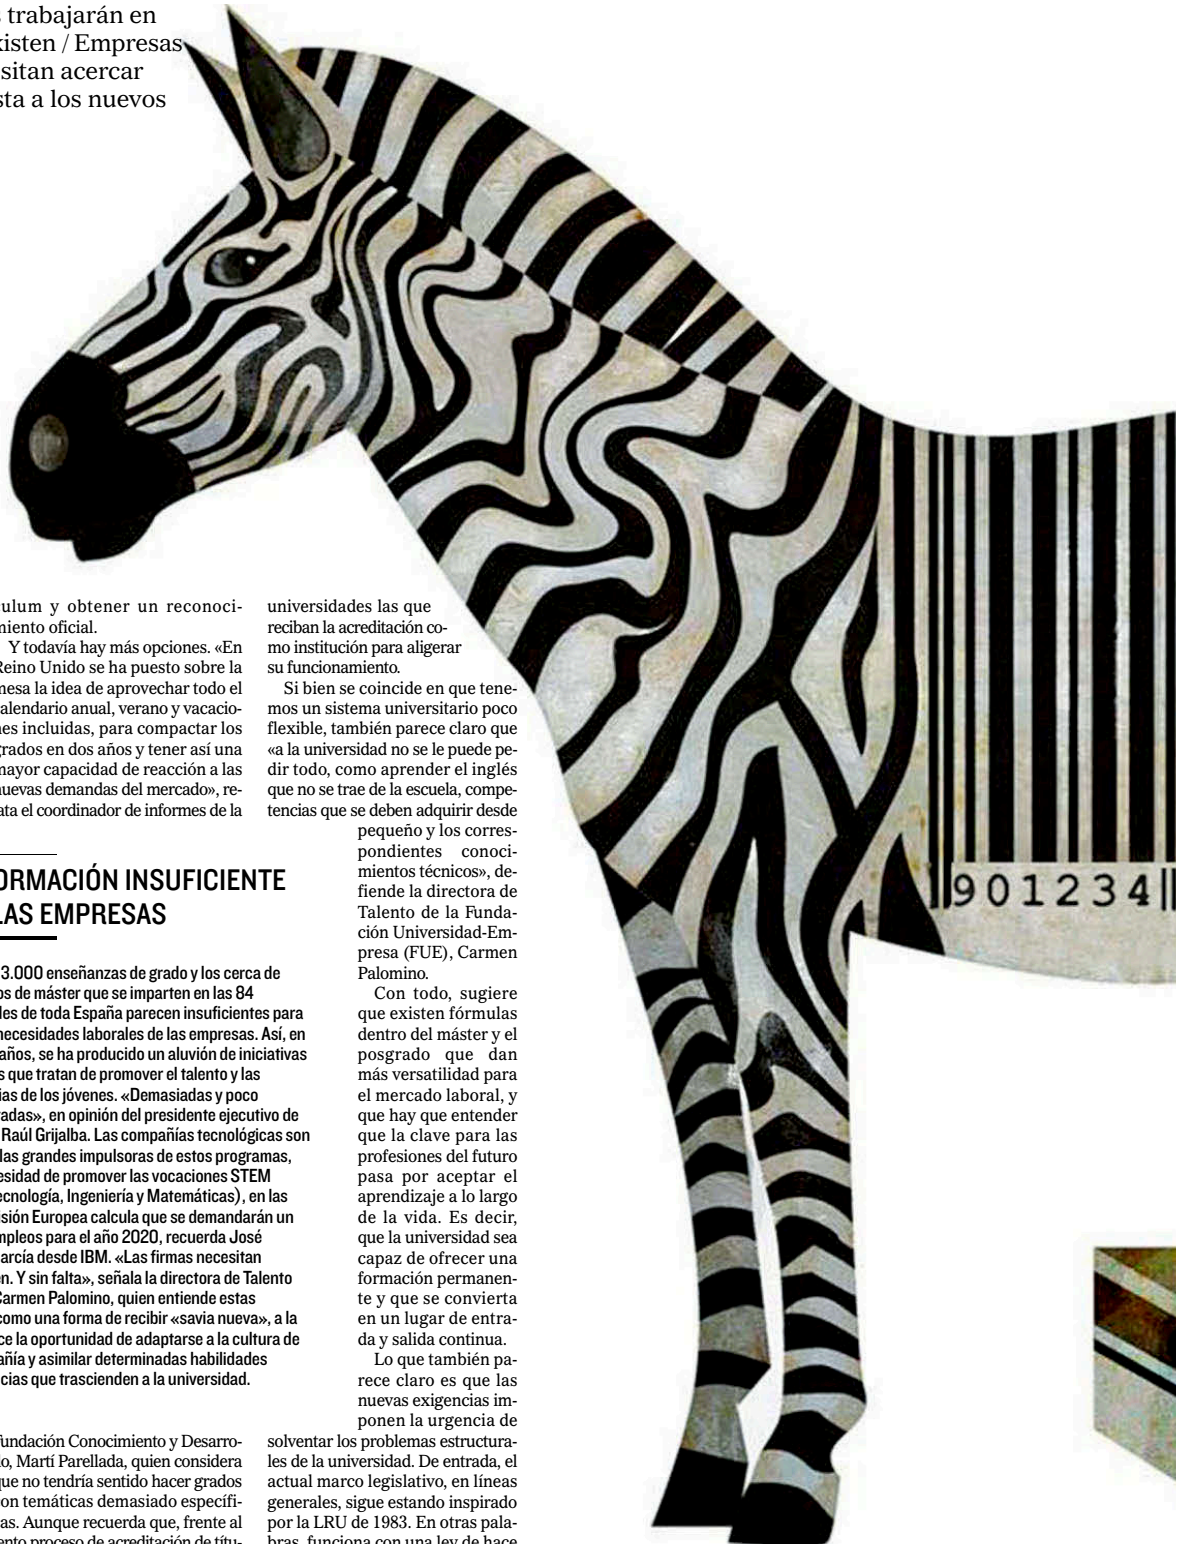 s trabajarán en
xisten / Empresas
sitan acercar
sta a los nuevos
culum y obtener un reconoci-
miento oficial.
Y todavía hay más opciones. «En
Reino Unido se ha puesto sobre la
mesa la idea de aprovechar todo el
calendario anual, verano y vacacio-
nes incluidas, para compactar los
grados en dos años y tener así una
mayor capacidad de reacción a las
nuevas demandas del mercado», re-
lata el coordinador de informes de la
ORMACIÓN INSUFICIENTE
LAS EMPRESAS
3.000 enseñanzas de grado y los cerca de
os de máster que se imparten en las 84
des de toda España parecen insuficientes para
necesidades laborales de las empresas. Así, en
años, se ha producido un aluvión de iniciativas
s que tratan de promover el talento y las
ias de los jóvenes. «Demasiadas y poco
radas», en opinión del presidente ejecutivo de
Raúl Grijalba. Las compañías tecnológicas son
las grandes impulsoras de estos programas,
esidad de promover las vocaciones STEM
ecnología, Ingeniería y Matemáticas), en las
isión Europea calcula que se demandarán un
mpleos para el año 2020, recuerda José
arcía desde IBM. «Las firmas necesitan
en. Y sin falta», señala la directora de Talento
Carmen Palomino, quien entiende estas
como una forma de recibir «savia nueva», a la
ce la oportunidad de adaptarse a la cultura de
añía y asimilar determinadas habilidades
cias que trascienden a la universidad.
Fundación Conocimiento y Desarro-
lo, Martí Parellada, quien considera
que no tendría sentido hacer grados
con temáticas demasiado específi-
cas. Aunque recuerda que, frente al
lento proceso de acreditación de títu-
universidades las que
reciban la acreditación co-
mo institución para aligerar
su funcionamiento.
Si bien se coincide en que tene-
mos un sistema universitario poco
flexible, también parece claro que
«a la universidad no se le puede pe-
dir todo, como aprender el inglés
que no se trae de la escuela, compe-
tencias que se deben adquirir desde
pequeño y los corres-
pondientes conoci-
mientos técnicos», de-
fiende la directora de
Talento de la Funda-
ción Universidad-Em-
presa (FUE), Carmen
Palomino.
Con todo, sugiere
que existen fórmulas
dentro del máster y el
posgrado que dan
más versatilidad para
el mercado laboral, y
que hay que entender
que la clave para las
profesiones del futuro
pasa por aceptar el
aprendizaje a lo largo
de la vida. Es decir,
que la universidad sea
capaz de ofrecer una
formación permanen-
te y que se convierta
en un lugar de entra-
da y salida continua.
Lo que también pa-
rece claro es que las
nuevas exigencias im-
ponen la urgencia de
solventar los problemas estructura-
les de la universidad. De entrada, el
actual marco legislativo, en líneas
generales, sigue estando inspirado
por la LRU de 1983. En otras pala-
bras, funciona con una ley de hace
901234